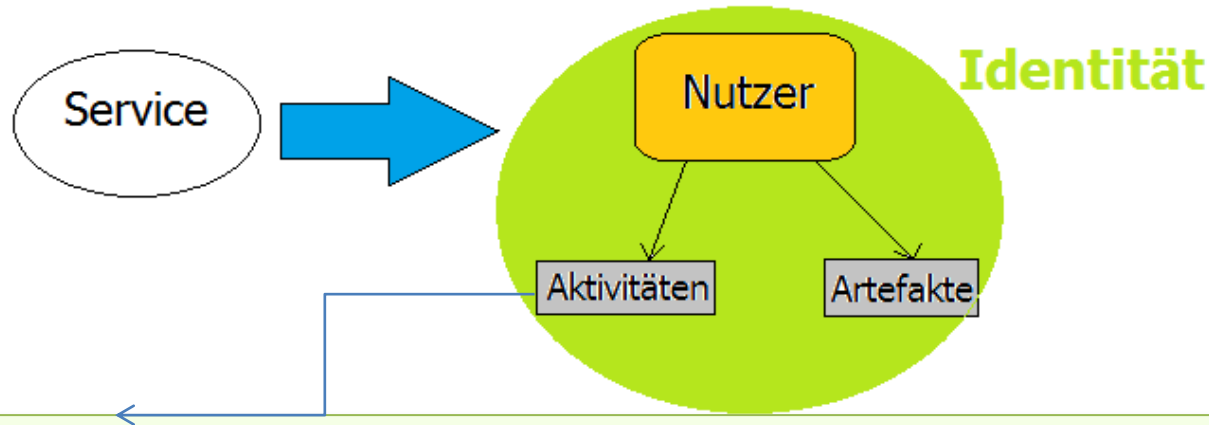 Service
Nutzer
Identität
Aktivitäten
Artefakte